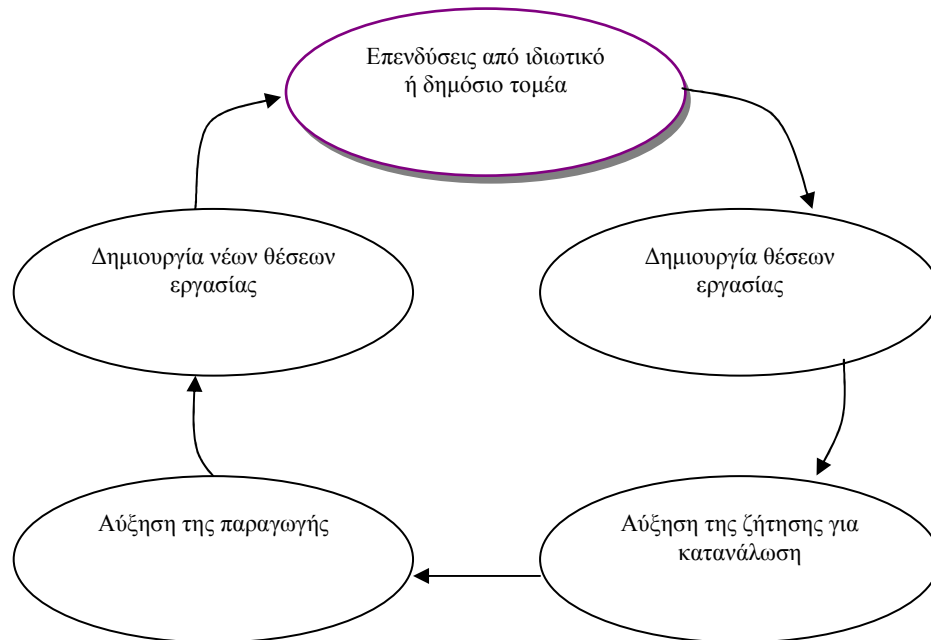 Επενδύσεις από ιδιωτικό
ή δημόσιο τομέα
Δημιουργία νέων θέσεων
εργασίας
Δημιουργία θέσεων
εργασίας
Αύξηση της παραγωγής
Αύξηση της ζήτησης για
κατανάλωση